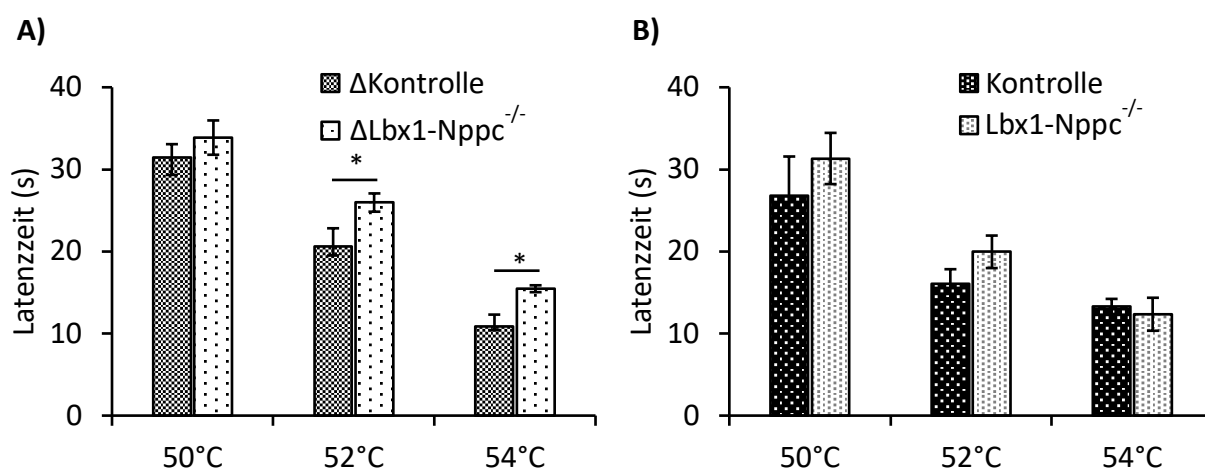 A)
Latenzzeit (s)
40
30
20
10
0
ΔKontrolle
ΔLbx1-Nppc⁻/⁻
*
*
50°C
52°C
54°C
B)
Latenzzeit (s)
40
30
20
10
0
Kontrolle
Lbx1-Nppc⁻/⁻
50°C
52°C
54°C